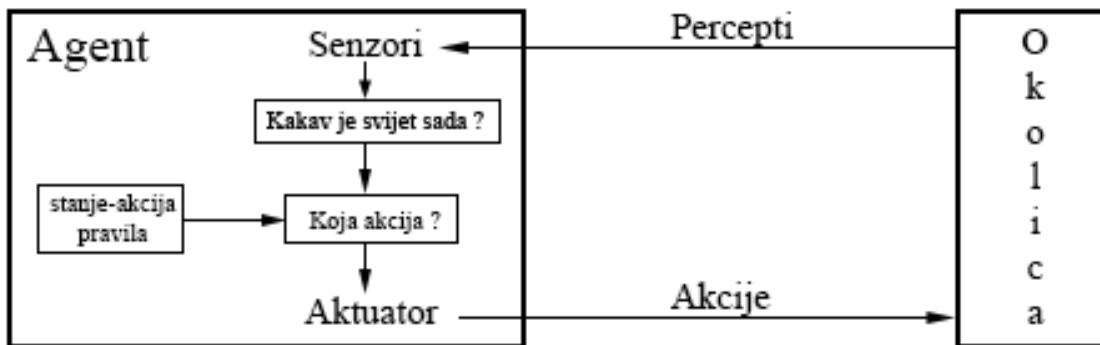 Agent
Senzori
Percepti
Kakav je svijet sada ?
stanje-akcija
pravila
Koja akcija ?
Aktuator
Akcije
O
k
o
l
i
c
a